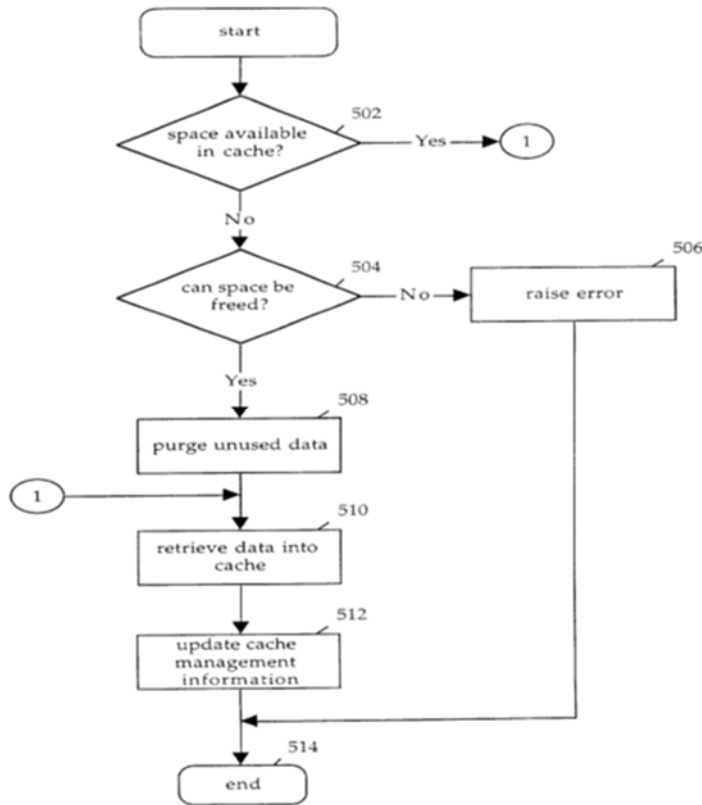 start
502
space available
in cache?
Yes
1
No
504
can space be
freed?
No
506
raise error
Yes
508
purge unused data
1
510
retrieve data into
cache
512
update cache
management
information
514
end